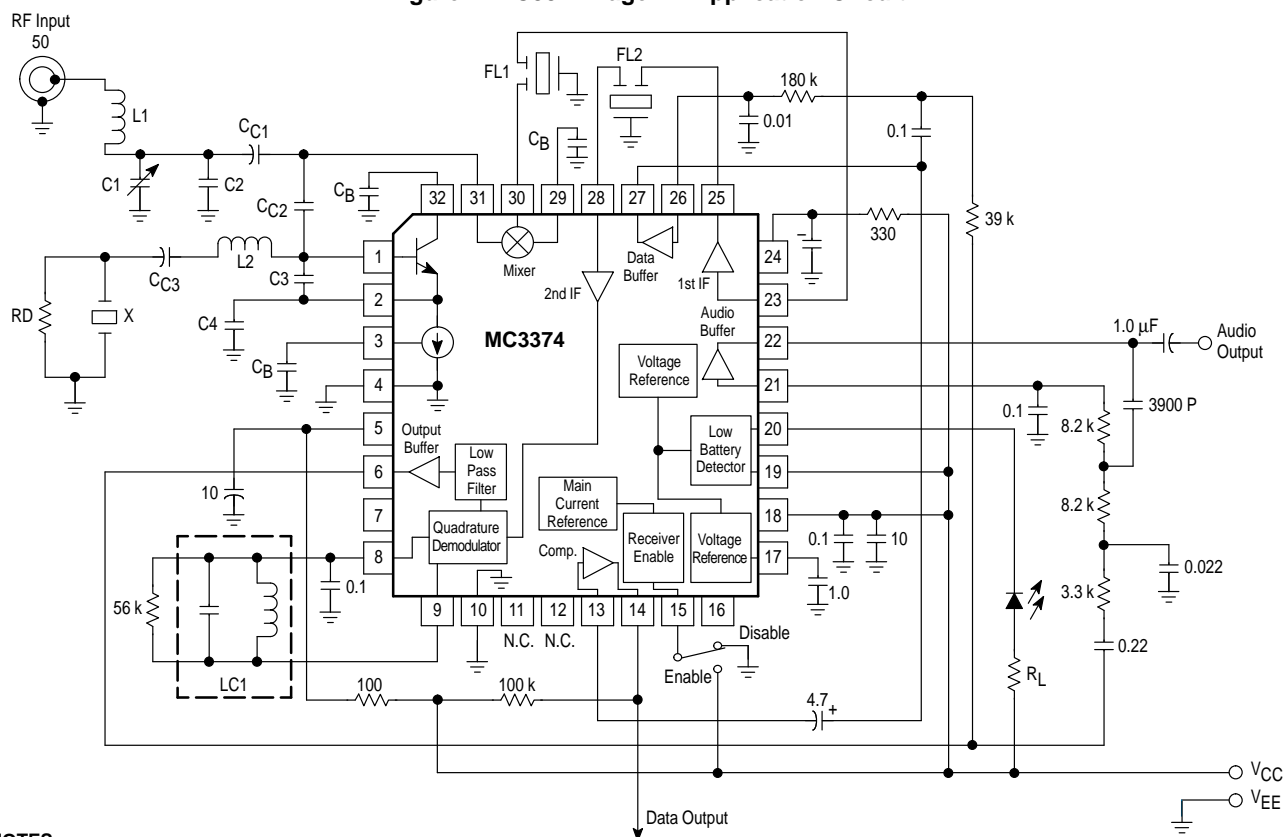 RF Input
50
L1
C1
C2
CC1
CC2
CB
FL1
CB
FL2
180 k
0.01
0.1
39 k
330
32
31
30
29
28
27
26
25
1
2
3
4
5
6
7
8
24
23
22
21
20
19
18
17
9
10
11
12
13
14
15
16
Mixer
2nd IF
Data
Buffer
1st IF
MC3374
Audio
Buffer
Voltage
Reference
Low
Battery
Detector
Output
Buffer
Low
Pass
Filter
Quadrature
Demodulator
Main
Current
Reference
Comp.
Receiver
Enable
Voltage
Reference
RD
X
CC3
L2
C3
C4
CB
10
56 k
LC1
0.1
N.C.
N.C.
Disable
Enable
100
100 k
4.7
+
0.1
10
1.0
1.0 μF
Audio
Output
3900 P
0.1
8.2 k
8.2 k
0.022
3.3 k
0.22
RL
VCC
VEE
Data Output